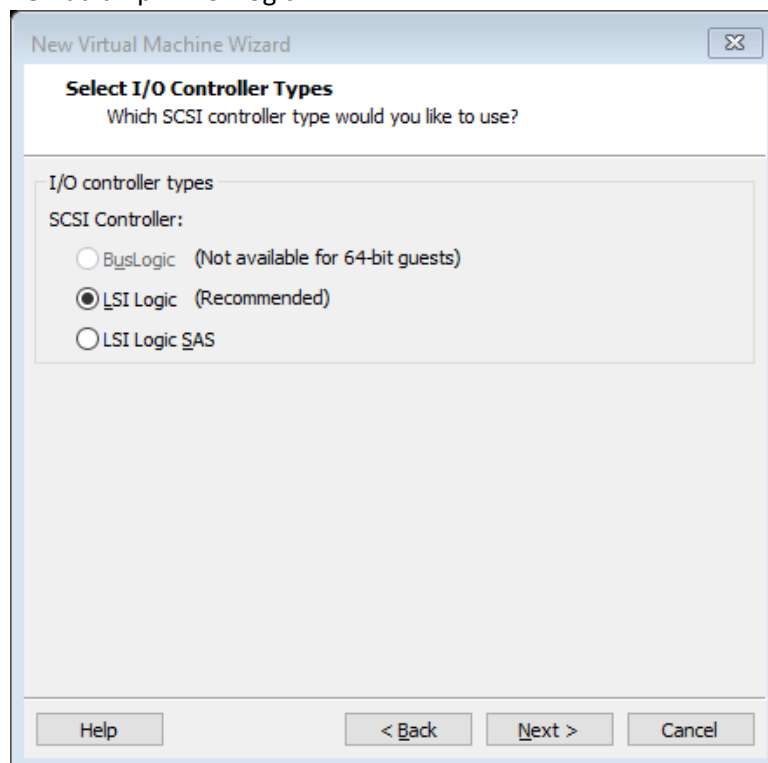 New Virtual Machine Wizard
Select I/O Controller Types
Which SCSI controller type would you like to use?
I/O controller types
SCSI Controller:
BusLogic (Not available for 64-bit guests)
LSI Logic (Recommended)
LSI Logic SAS
Help < Back Next > Cancel